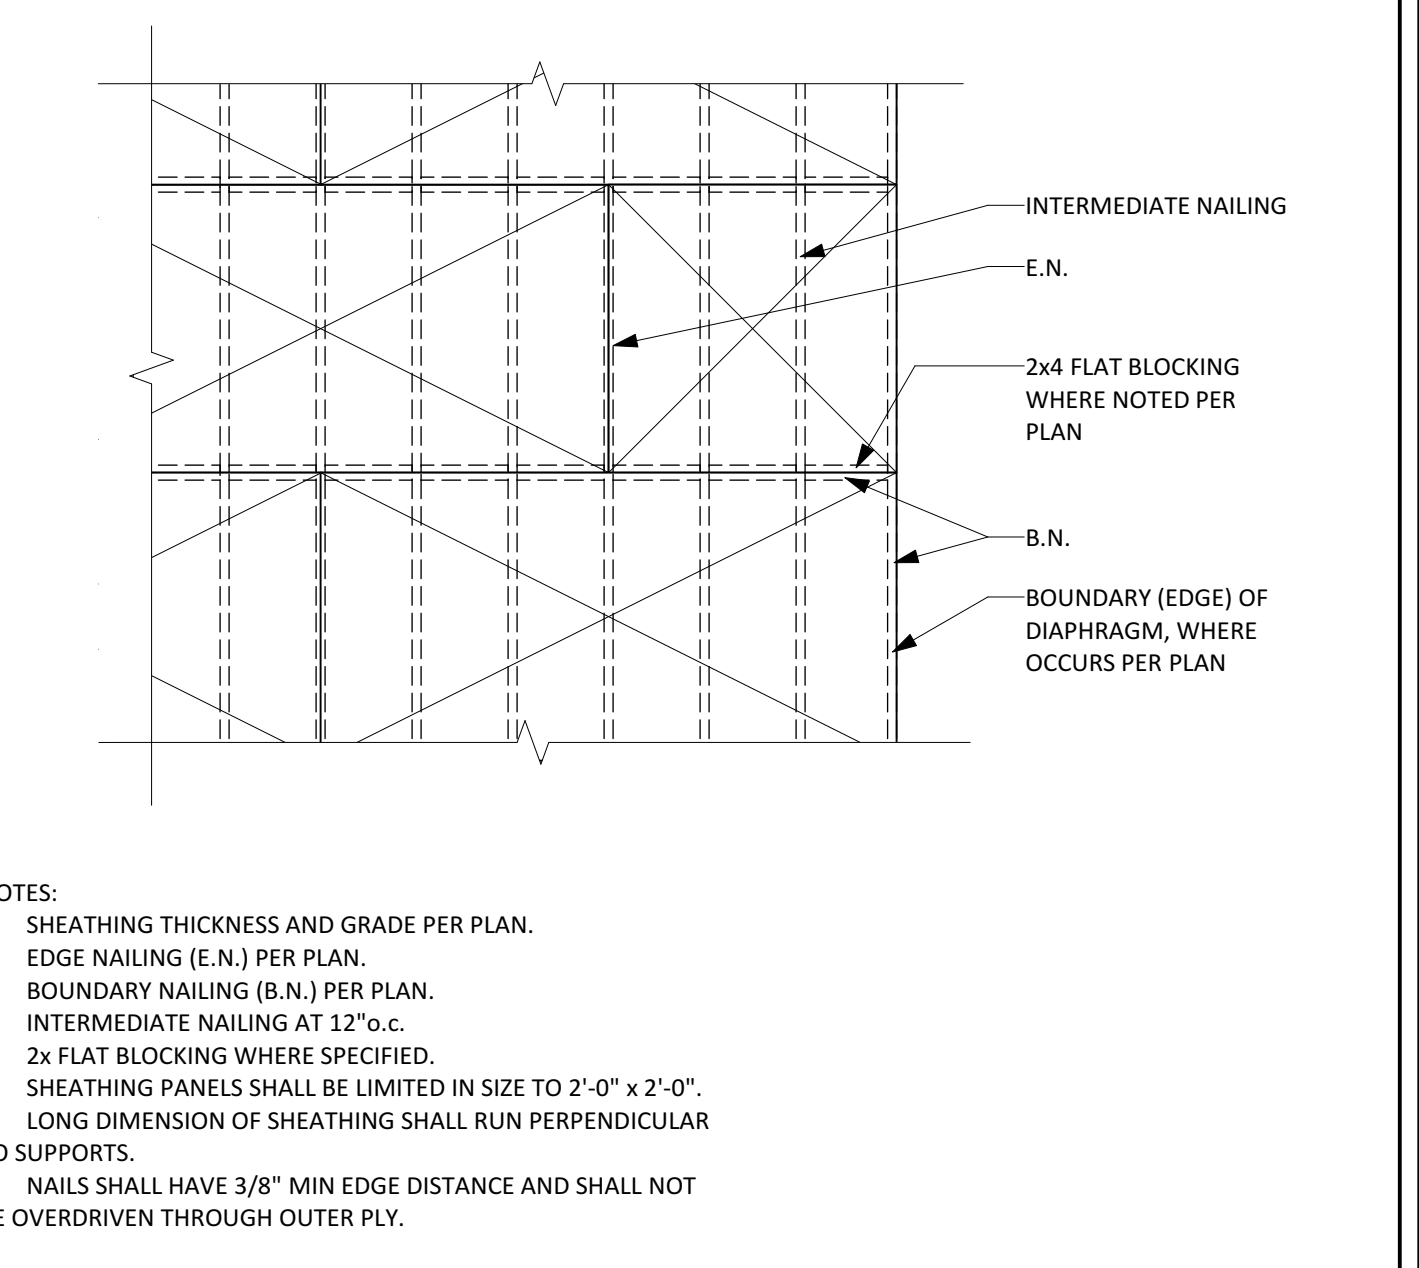 INTERMEDIATE NAILING
E.N.
2x4 FLAT BLOCKING
WHERE NOTED PER
PLAN
B.N.
BOUNDARY (EDGE) OF
DIAPHRAGM, WHERE
OCCURS PER PLAN
OTES:
SHEATHING THICKNESS AND GRADE PER PLAN.
EDGE NAILING (E.N.) PER PLAN.
BOUNDARY NAILING (B.N.) PER PLAN.
INTERMEDIATE NAILING AT 12"o.c.
2x FLAT BLOCKING WHERE SPECIFIED.
SHEATHING PANELS SHALL BE LIMITED IN SIZE TO 2'-0" x 2'-0".
LONG DIMENSION OF SHEATHING SHALL RUN PERPENDICULAR
O SUPPORTS.
NAILS SHALL HAVE 3/8" MIN EDGE DISTANCE AND SHALL NOT
E OVERDRIVEN THROUGH OUTER PLY.